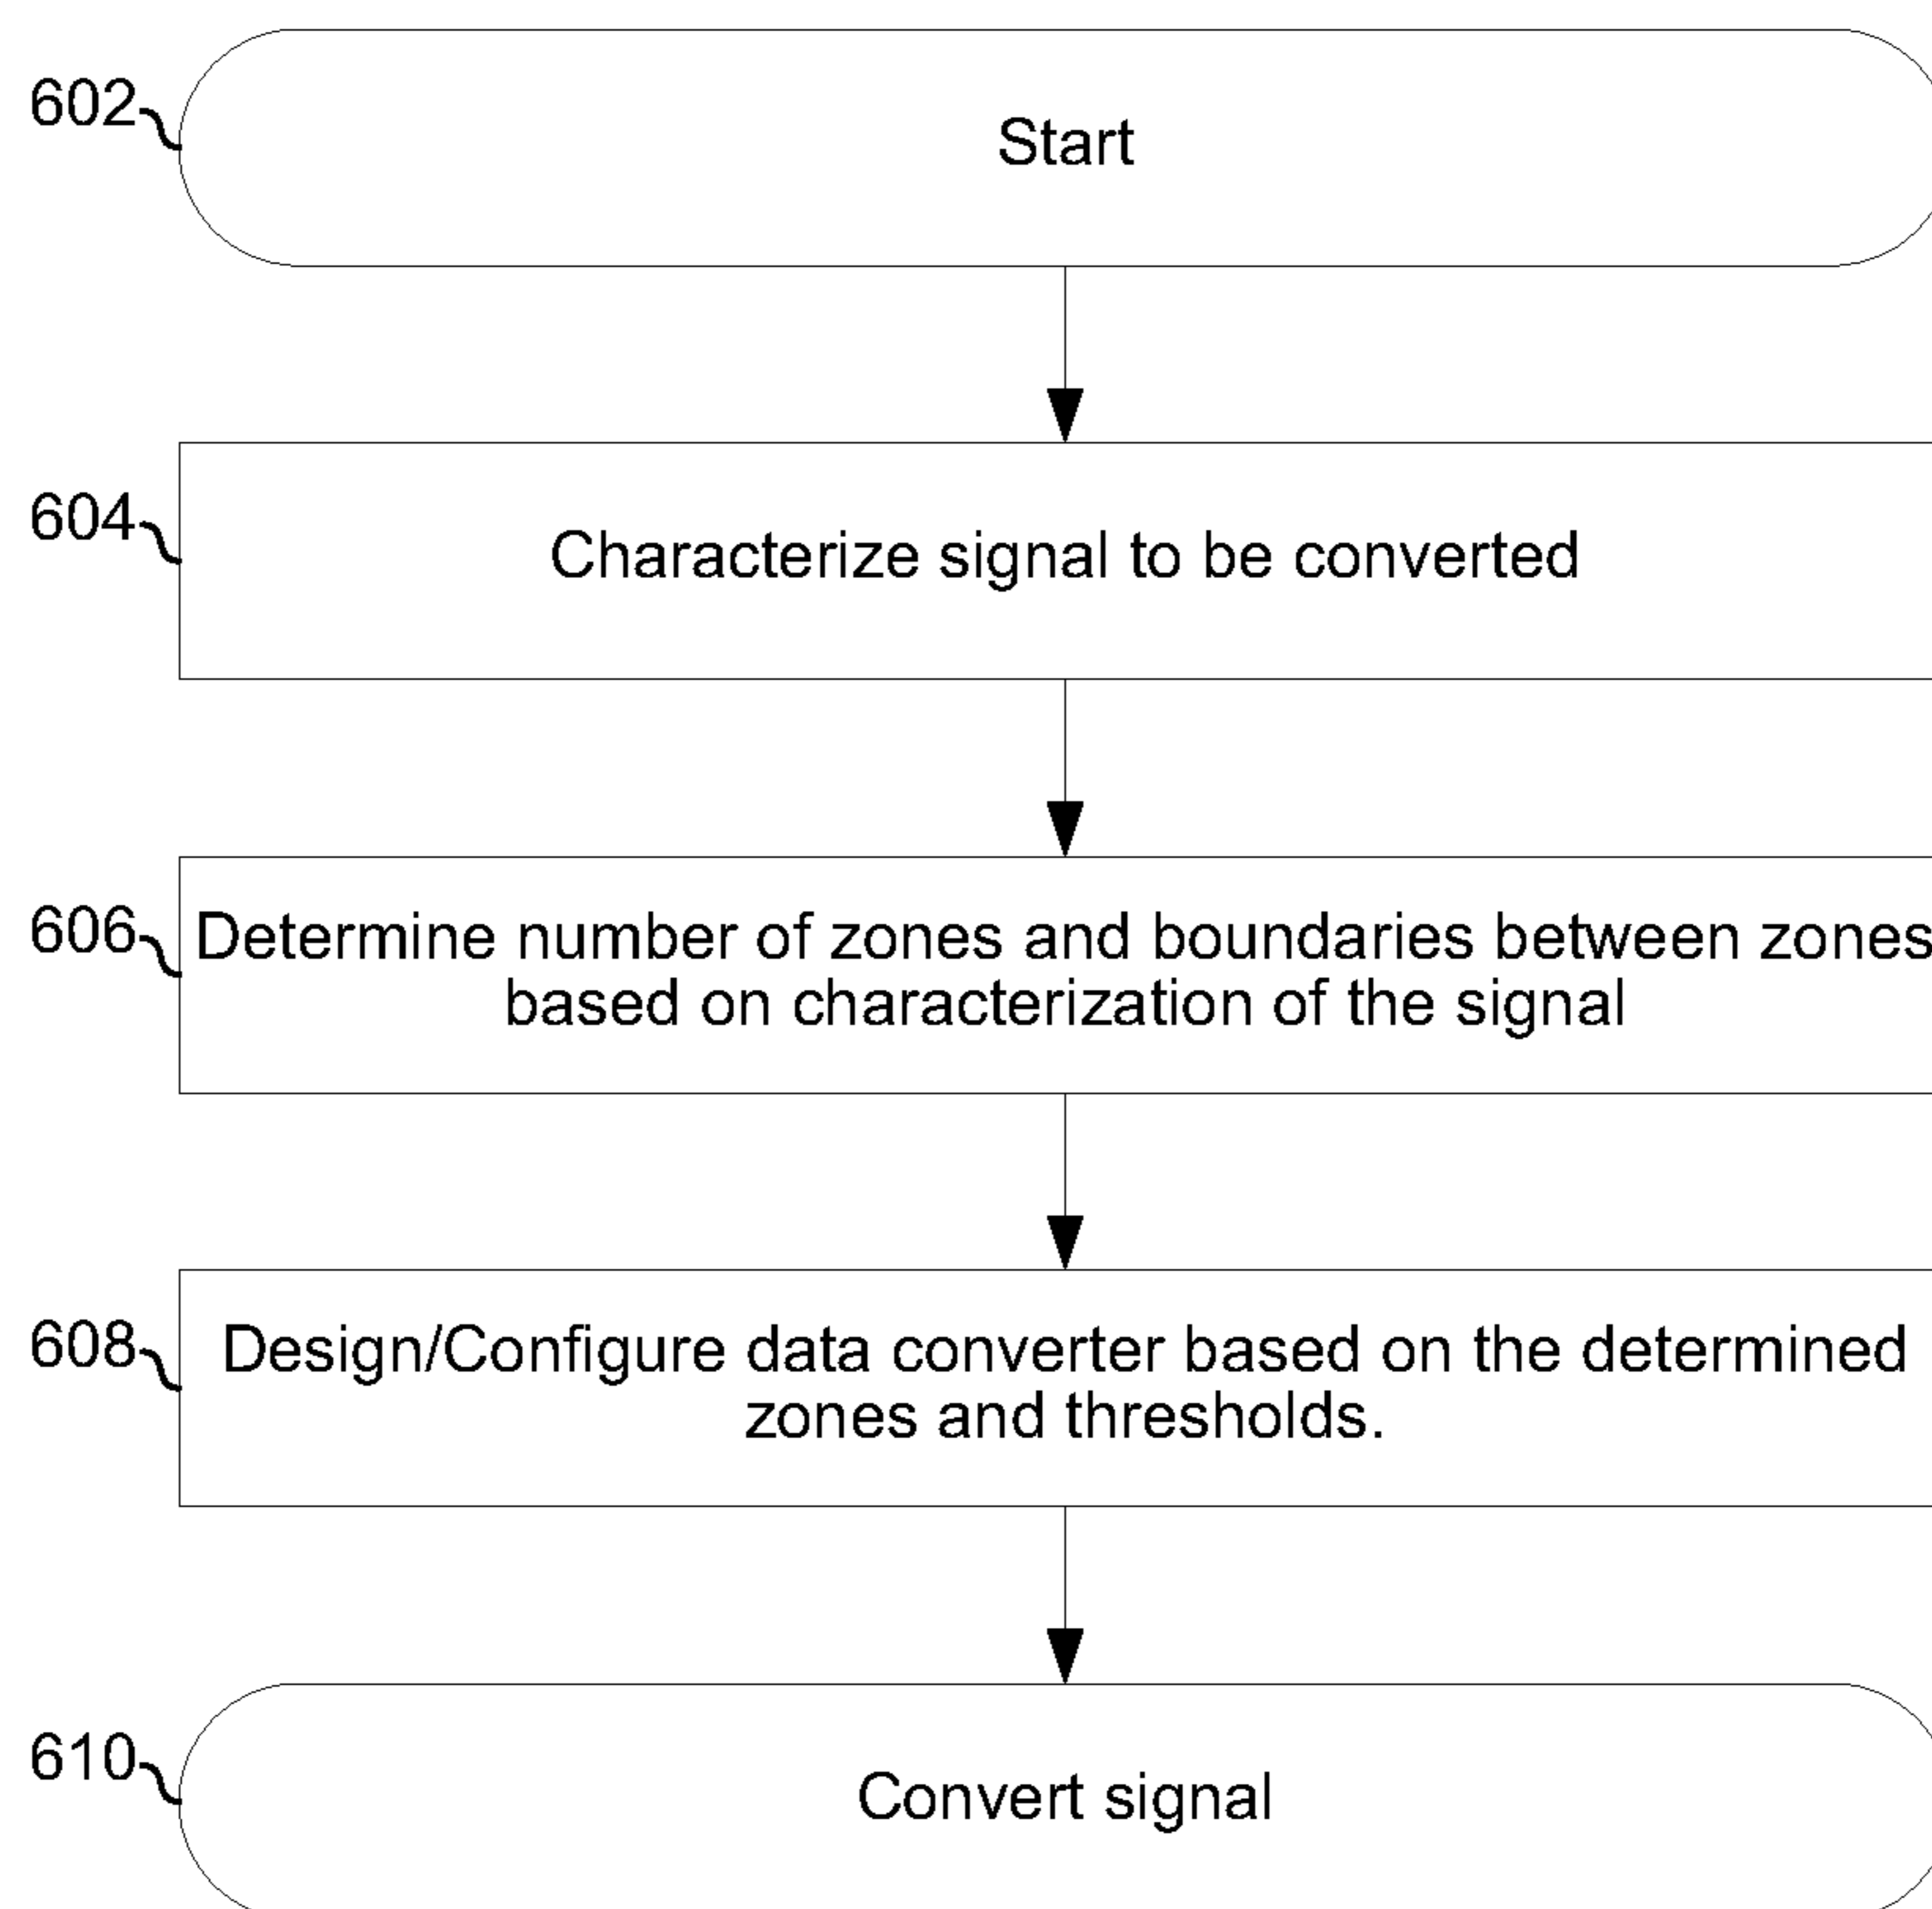 602
Start
604
Characterize signal to be converted
606
Determine number of zones and boundaries between zones
based on characterization of the signal
608
Design/Configure data converter based on the determined
zones and thresholds.
610
Convert signal